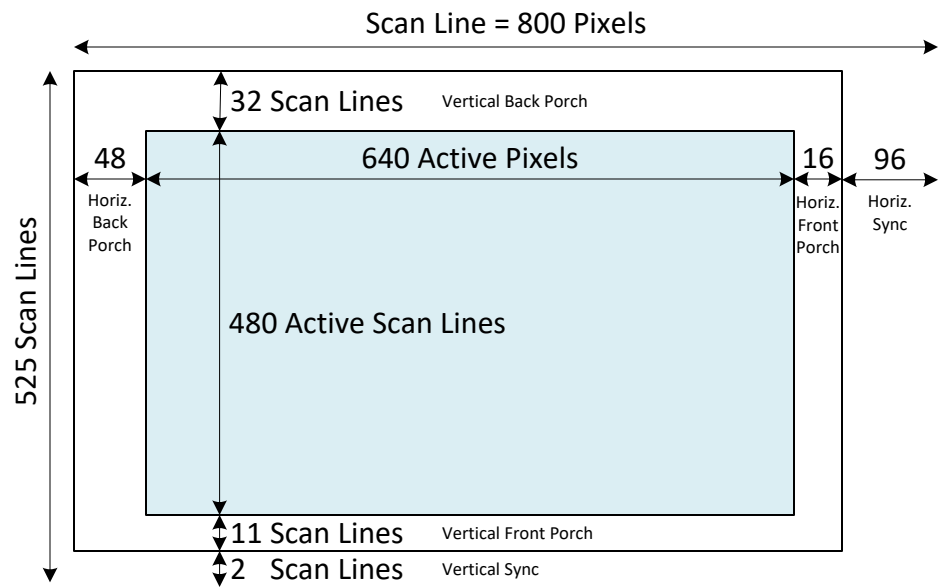 Scan Line = 800 Pixels
32 Scan Lines Vertical Back Porch
48
640 Active Pixels
16
96
Horiz.
Back
Porch
Horiz.
Front
Porch
Horiz.
Sync
525 Scan Lines
480 Active Scan Lines
11 Scan Lines Vertical Front Porch
2 Scan Lines Vertical Sync